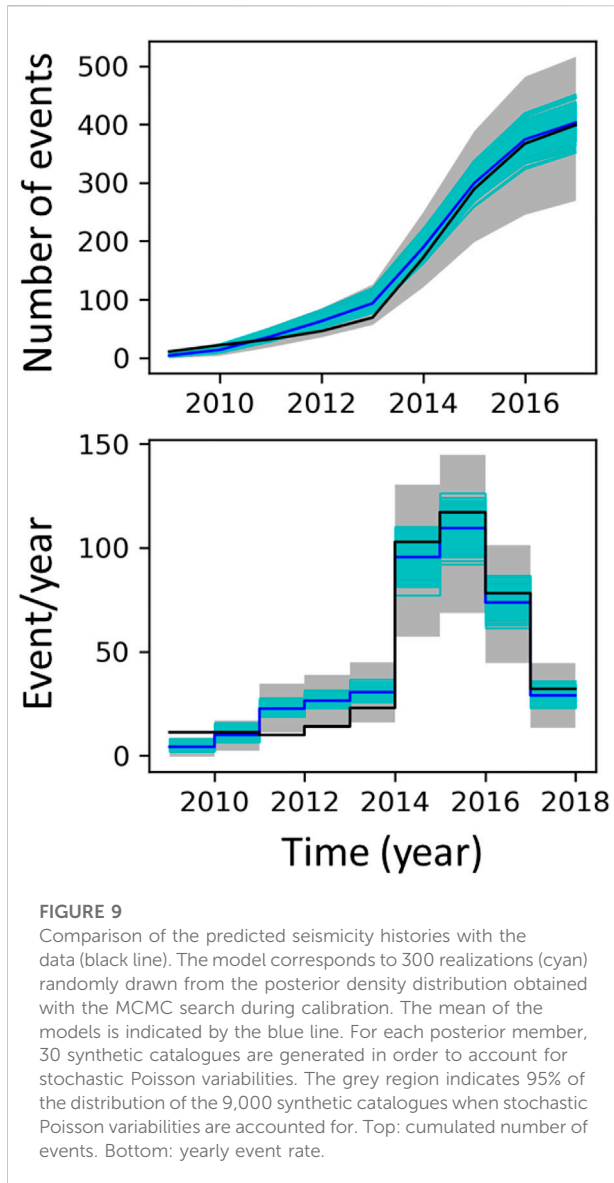 Number of events
500
400
300
200
100
0
2010
2012
2014
2016
Event/year
150
100
50
0
2010
2012
2014
2016
2018
Time (year)
FIGURE 9
Comparison of the predicted seismicity histories with the
data (black line). The model corresponds to 300 realizations (cyan)
randomly drawn from the posterior density distribution obtained
with the MCMC search during calibration. The mean of the
models is indicated by the blue line. For each posterior member,
30 synthetic catalogues are generated in order to account for
stochastic Poisson variabilities. The grey region indicates 95% of
the distribution of the 9,000 synthetic catalogues when stochastic
Poisson variabilities are accounted for. Top: cumulated number of
events. Bottom: yearly event rate.